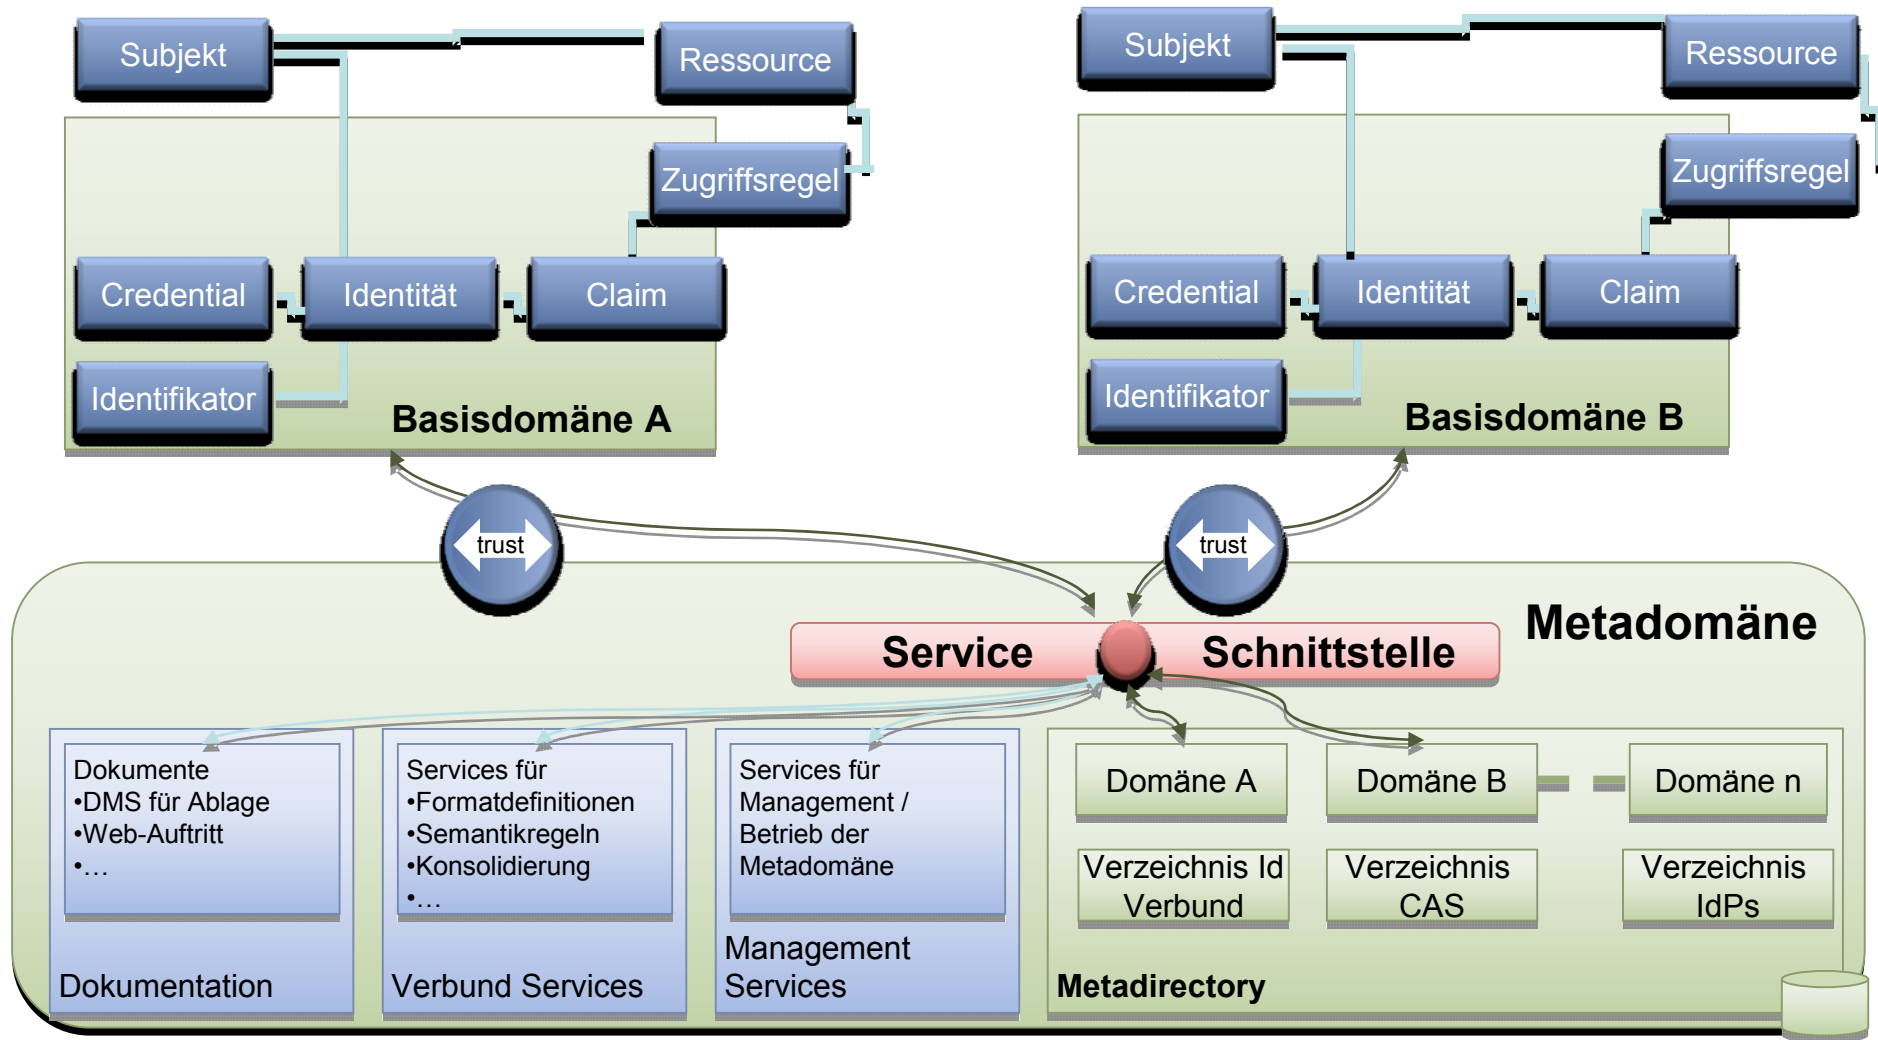 Subjekt
Ressource
Zugriffsregel
Credential
Identität
Claim
Identifikator
Basisdomäne A
Subjekt
Ressource
Zugriffsregel
Credential
Identität
Claim
Identifikator
Basisdomäne B
trust
trust
Metadomäne
Service Schnittstelle
Dokumente
•DMS für Ablage
•Web-Auftritt
•…
Dokumentation
Services für
•Formatdefinitionen
•Semantikregeln
•Konsolidierung
•…
Verbund Services
Services für
Management /
Betrieb der
Metadomäne
Management
Services
Domäne A
Domäne B
Domäne n
Verzeichnis Id
Verbund
Verzeichnis
CAS
Verzeichnis
IdPs
Metadirectory